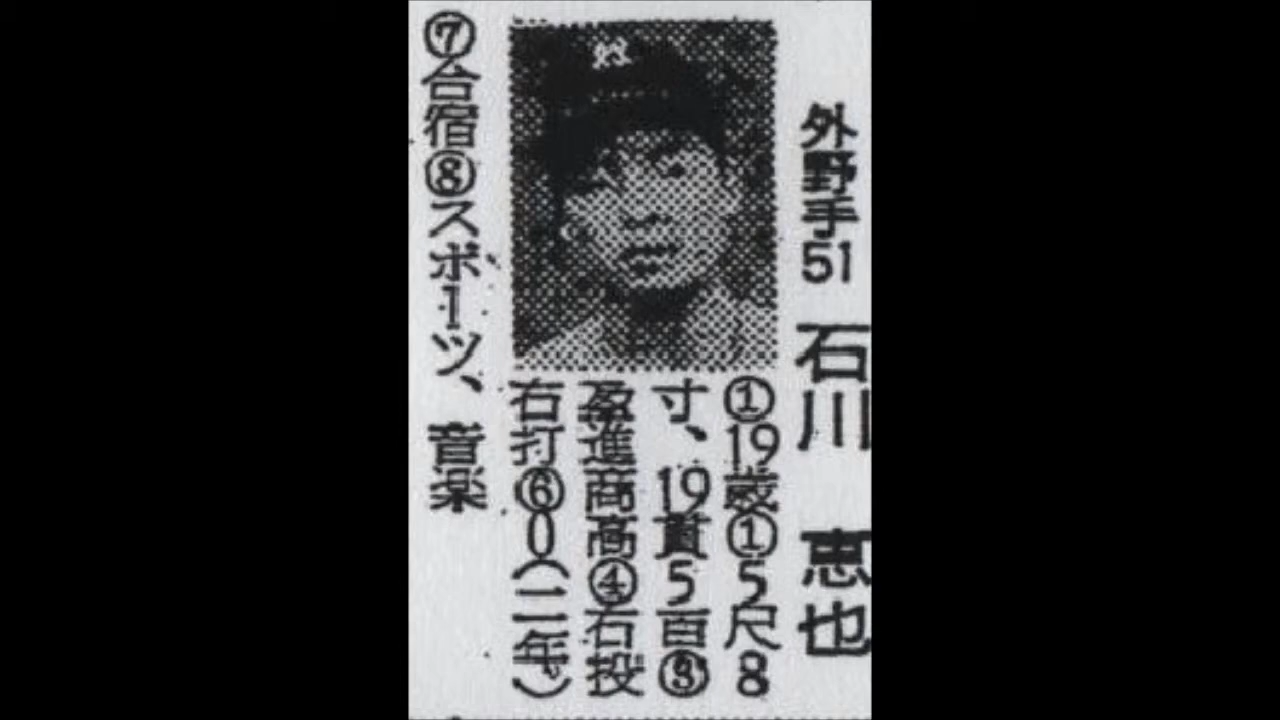 外野手51 石川 恵也
①19歳①5尺8
寸、19貫5百③
盈進商高④右投
右打⑥0(二年)
⑦合宿⑧スポーツ、音楽